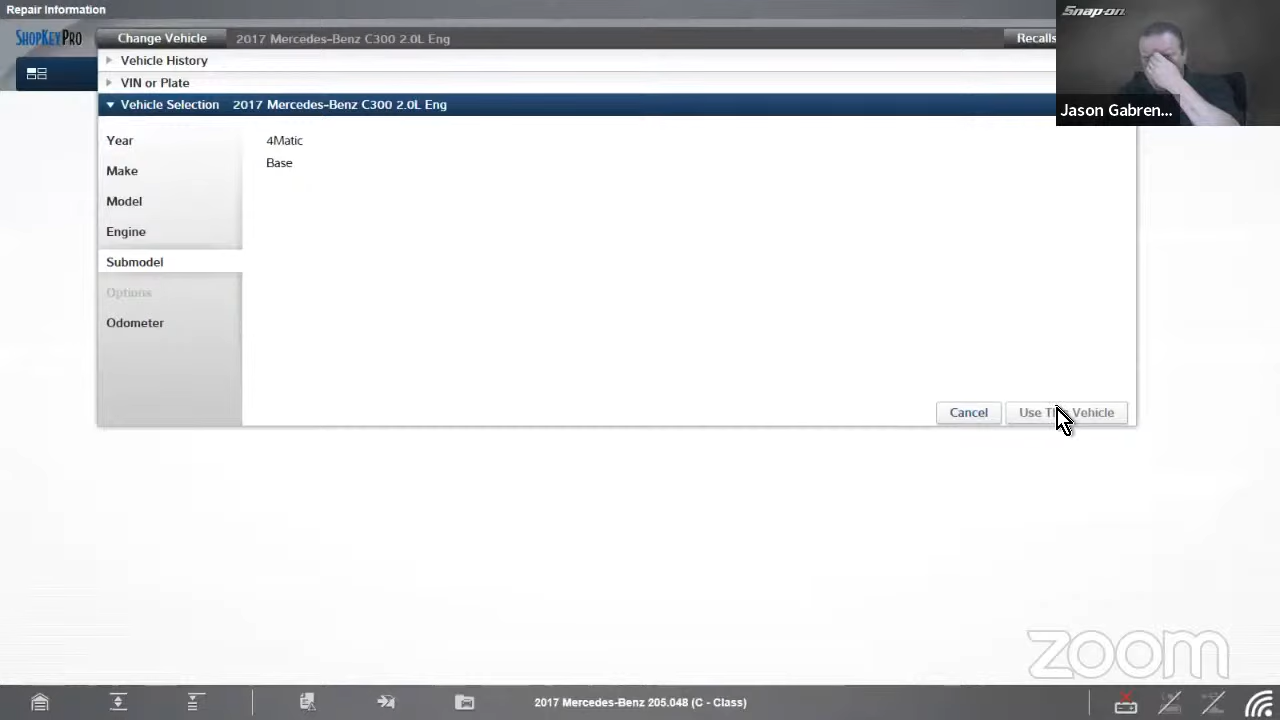 Repair Information
Snap-on
ShopKeyPro
Change Vehicle
2017 Mercedes-Benz C300 2.0L Eng
Recalls
Vehicle History
VIN or Plate
Jason Gabren...
Vehicle Selection 2017 Mercedes-Benz C300 2.0L Eng
Year
4Matic
Base
Make
Model
Engine
Submodel
Options
Odometer
Cancel
Use This Vehicle
zoom
2017 Mercedes-Benz 205.048 (C - Class)